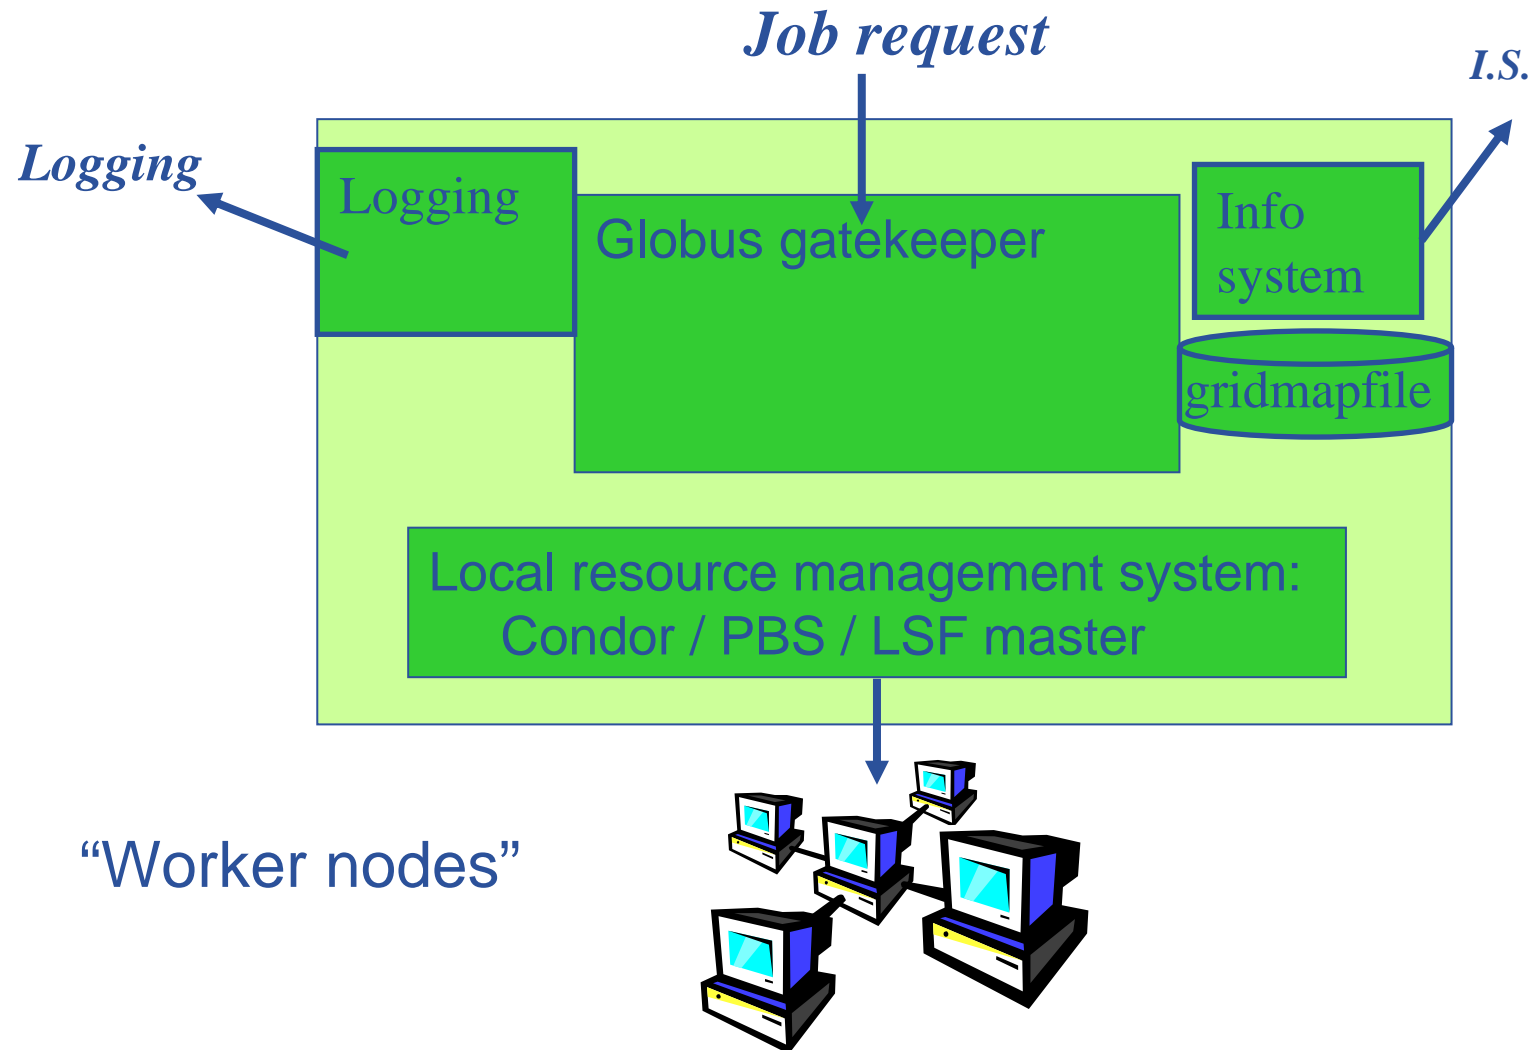 Job request
I.S.
Logging
Logging
Globus gatekeeper
Info
system
gridmapfile
Local resource management system:
Condor / PBS / LSF master
“Worker nodes”